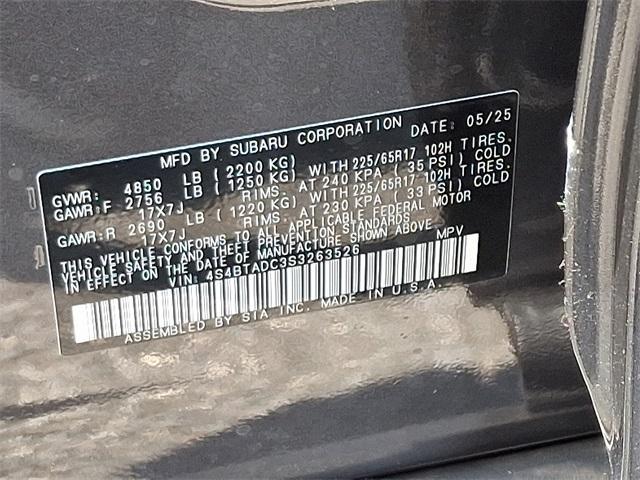 MFD BY SUBARU CORPORATION DATE: 05/25
GVWR: 4850 LB (2200 KG)
GAWR:F 2756 LB (1250 KG) WITH 225/65R17 102H TIRES,
17X7J RIMS, AT 240 KPA (35 PSI) COLD
GAWR:R 2690 LB (1220 KG) WITH 225/65R17 102H TIRES,
17X7J RIMS, AT 230 KPA (33 PSI) COLD
THIS VEHICLE CONFORMS TO ALL APPLICABLE FEDERAL MOTOR
VEHICLE SAFETY AND THEFT PREVENTION STANDARDS
IN EFFECT ON THE DATE OF MANUFACTURE SHOWN ABOVE.
VIN: 4S4BTADC3S3263526 MPV
ASSEMBLED BY SIA INC. MADE IN U.S.A.